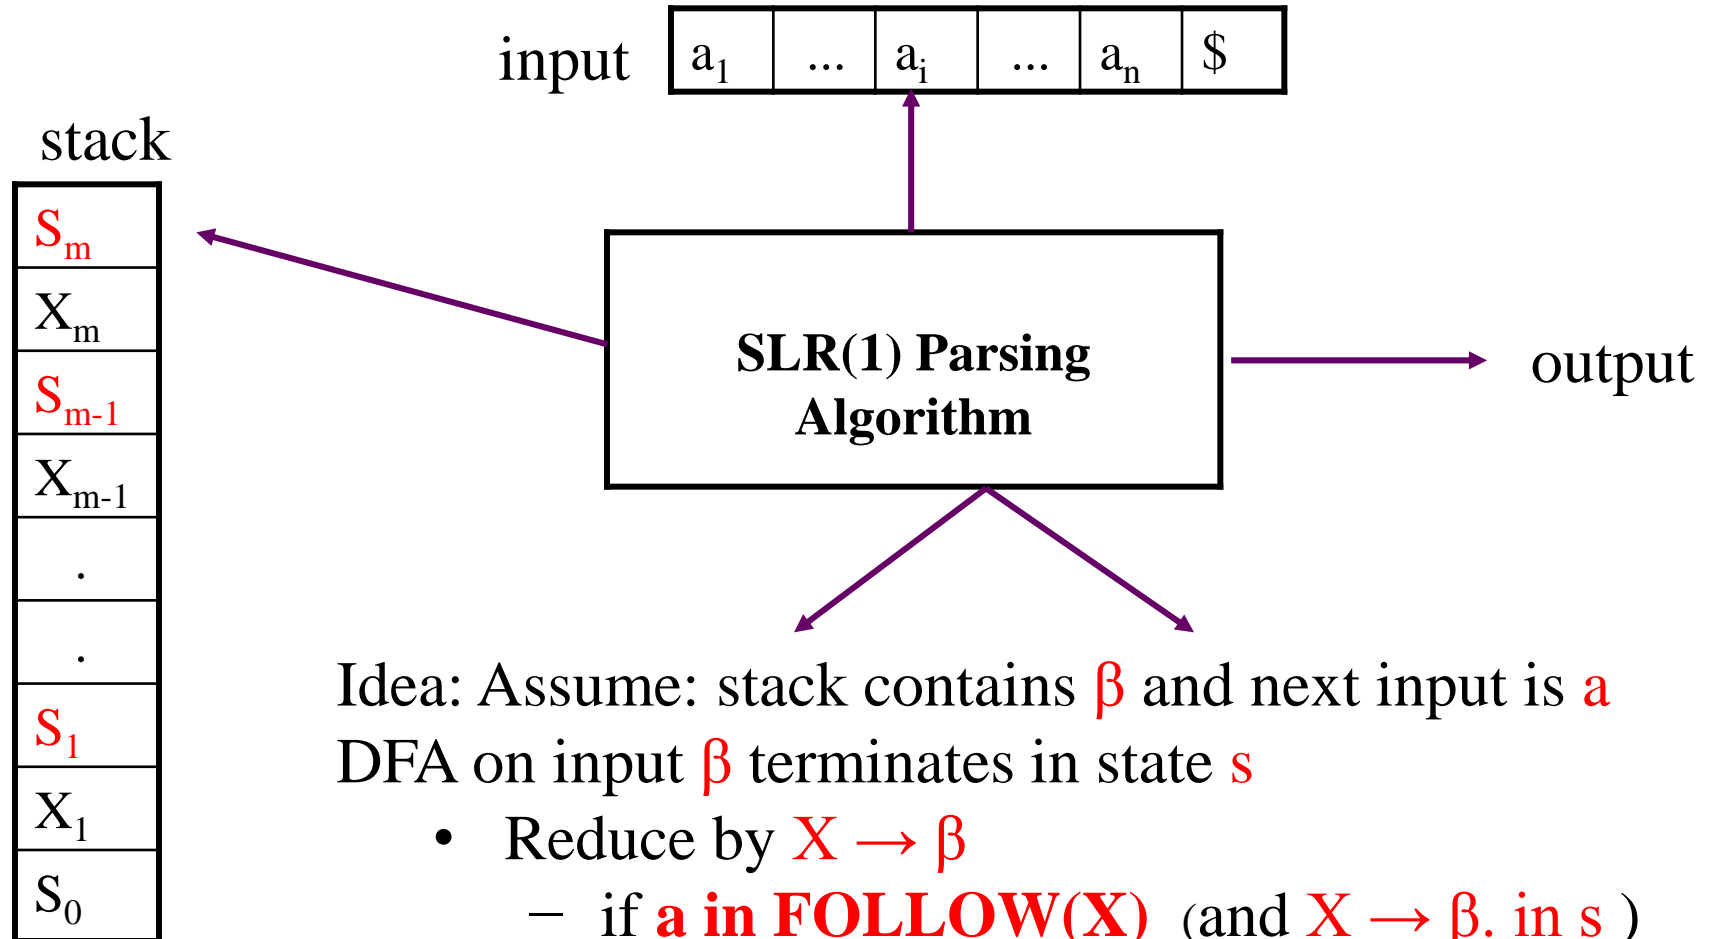 input a₁ ... aᵢ ... aₙ $
stack
Sₘ
Xₘ
Sₘ₋₁
Xₘ₋₁
.
.
S₁
X₁
S₀
SLR(1) Parsing
Algorithm
output
Idea: Assume: stack contains β and next input is a
DFA on input β terminates in state s
• Reduce by X → β
– if a in FOLLOW(X) (and X → β. in s )